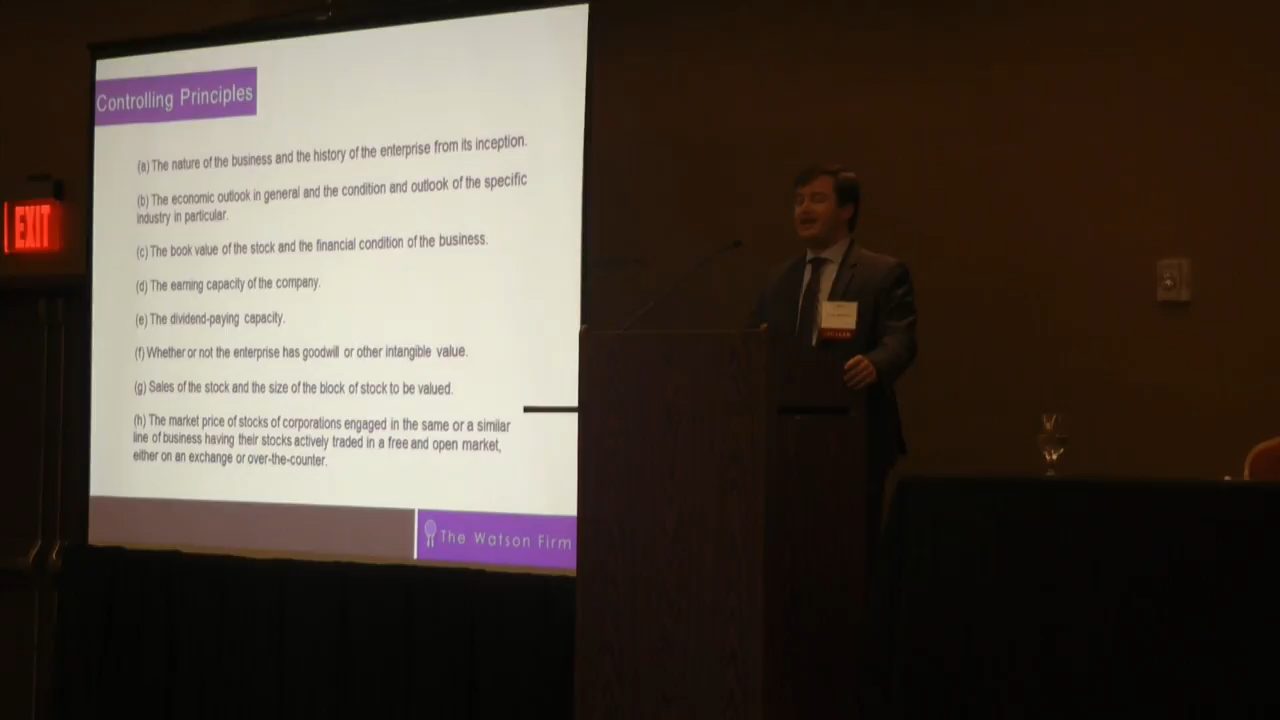 Controlling Principles
(a) The nature of the business and the history of the enterprise from its inception.
(b) The economic outlook in general and the condition and outlook of the specific
industry in particular.
(c) The book value of the stock and the financial condition of the business.
(d) The earning capacity of the company.
(e) The dividend-paying capacity.
(f) Whether or not the enterprise has goodwill or other intangible value.
(g) Sales of the stock and the size of the block of stock to be valued.
(h) The market price of stocks of corporations engaged in the same or a similar
line of business having their stocks actively traded in a free and open market,
either on an exchange or over-the-counter.
The Watson Firm
EXIT